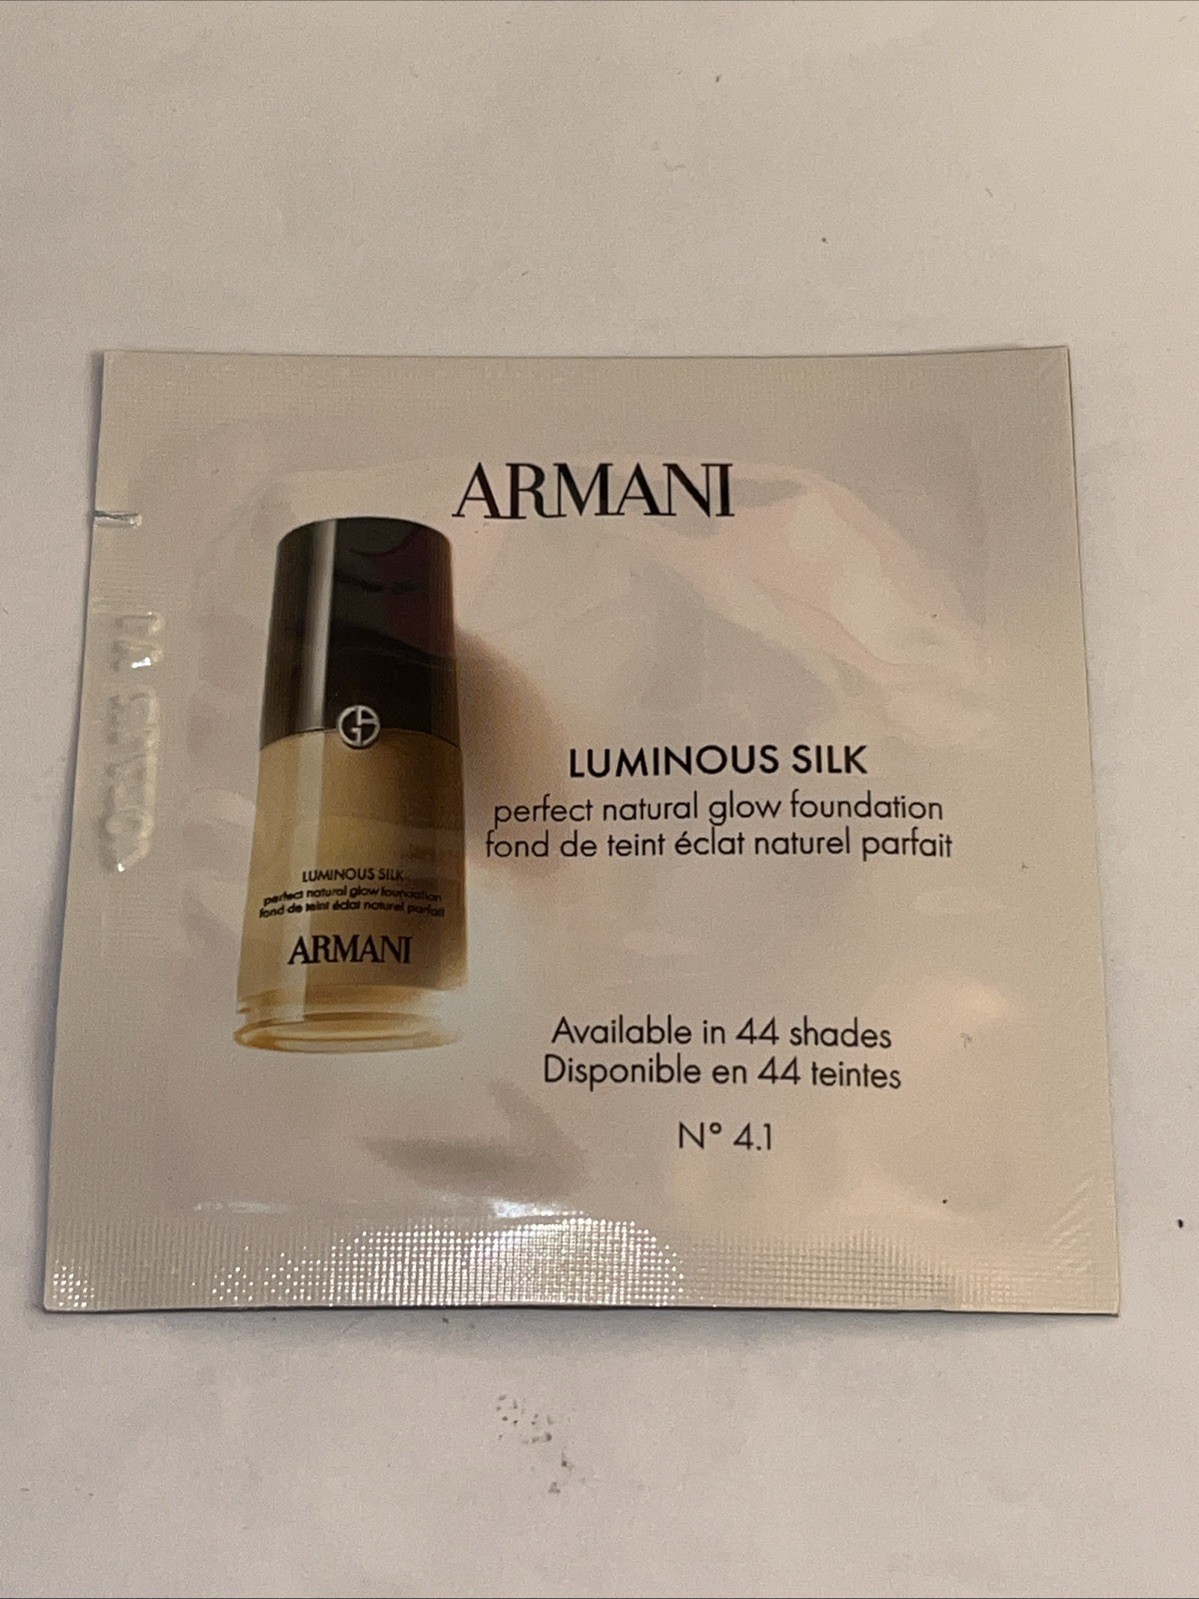 ARMANI
LUMINOUS SILK
perfect natural glow foundation
fond de teint éclat naturel parfait
LUMINOUS SILK
perfect natural glow foundation
fond de teint éclat naturel parfait
ARMANI
Available in 44 shades
Disponible en 44 teintes
N° 4.1